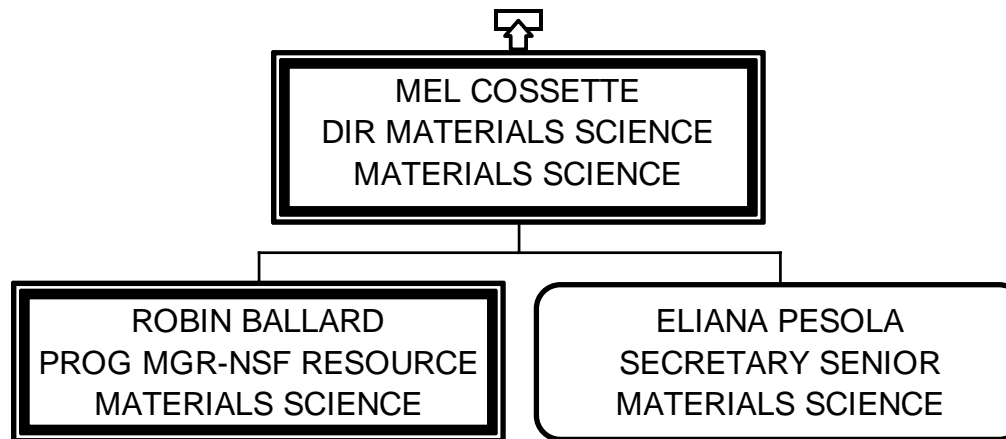 MEL COSSETTE
DIR MATERIALS SCIENCE
MATERIALS SCIENCE
ROBIN BALLARD
PROG MGR-NSF RESOURCE
MATERIALS SCIENCE
ELIANA PESOLA
SECRETARY SENIOR
MATERIALS SCIENCE